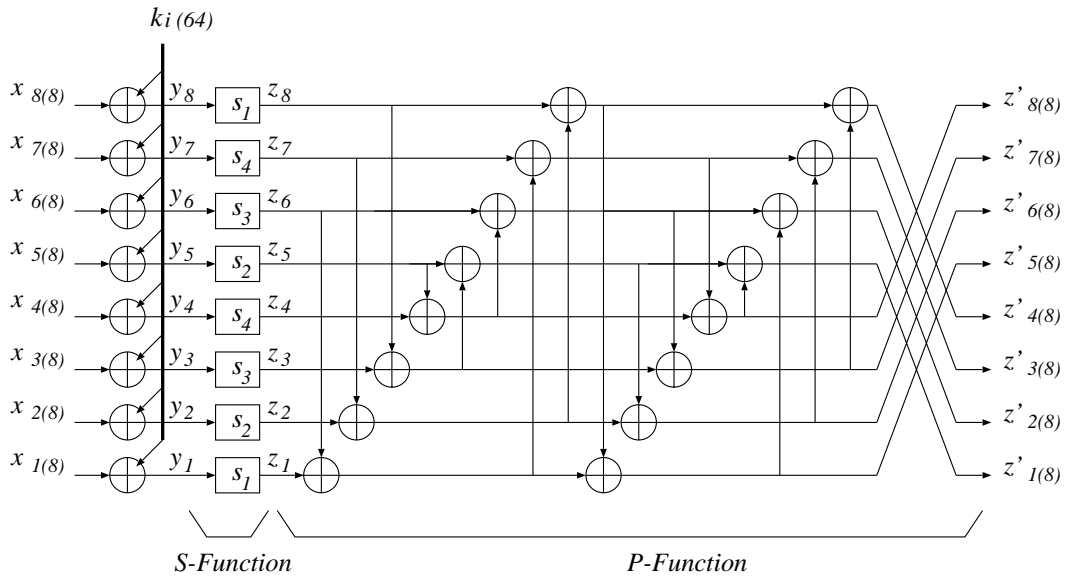 k i (64)
x 8(8) y 8 s 1 z 8 z' 8(8)
x 7(8) y 7 s 4 z 7 z' 7(8)
x 6(8) y 6 s 3 z 6 z' 6(8)
x 5(8) y 5 s 2 z 5 z' 5(8)
x 4(8) y 4 s 4 z 4 z' 4(8)
x 3(8) y 3 s 3 z 3 z' 3(8)
x 2(8) y 2 s 2 z 2 z' 2(8)
x 1(8) y 1 s 1 z 1 z' 1(8)
S-Function P-Function